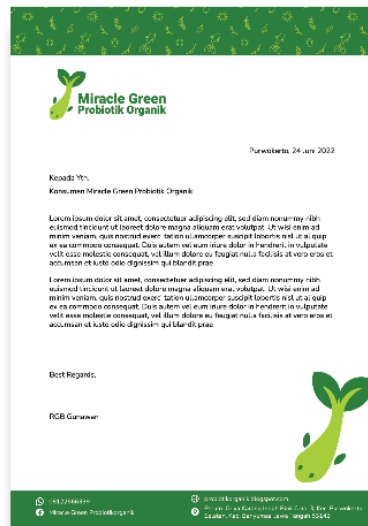 Miracle Green
Probiotik Organik
Purwokerto, 24 Juni 2022
Kepada Yth.
Konsumen Miracle Green Probiotik Organik
Lorem ipsum dolor sit amet, consectetuer adipiscing elit, sed diam nonummy nibh
euismod tincidunt ut laoreet dolore magna aliquam erat volutpat. Ut wisi enim ad
minim veniam, quis nostrud exerci tation ullamcorper suscipit lobortis nisl ut aliquip
ex ea commodo consequat. Duis autem vel eum iriure dolor in hendrerit in vulputate
velit esse molestie consequat, vel illum dolore eu feugiat nulla facilisis at vero eros et
accumsan et iusto odio dignissim qui blandit prae
Lorem ipsum dolor sit amet, consectetuer adipiscing elit, sed diam nonummy nibh
euismod tincidunt ut laoreet dolore magna aliquam erat volutpat. Ut wisi enim ad
minim veniam, quis nostrud exerci tation ullamcorper suscipit lobortis nisl ut aliquip
ex ea commodo consequat. Duis autem vel eum iriure dolor in hendrerit in vulputate
velit esse molestie consequat, vel illum dolore eu feugiat nulla facilisis at vero eros et
accumsan et iusto odio dignissim qui blandit prae
Best Regards,
RGB Gunawan
probiotikorganik.blogspot.com
Miracle Green Probiotikorganik
Kab. Banyumas Jawa Tengah